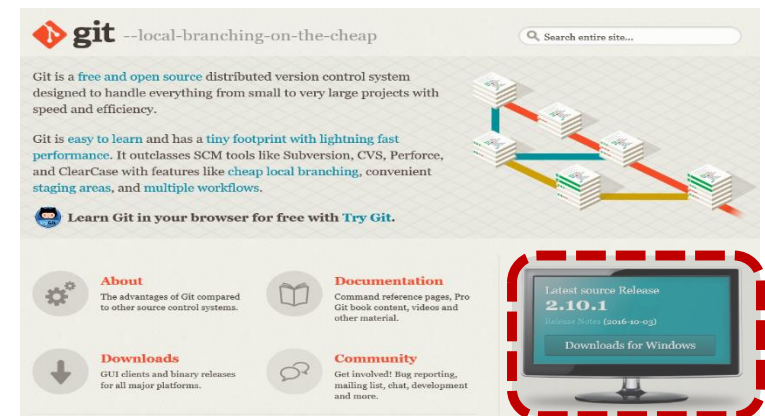 git --local-branching-on-the-cheap
Search entire site...
Git is a free and open source distributed version control system
designed to handle everything from small to very large projects with
speed and efficiency.
Git is easy to learn and has a tiny footprint with lightning fast
performance. It outclasses SCM tools like Subversion, CVS, Perforce,
and ClearCase with features like cheap local branching, convenient
staging areas, and multiple workflows.
Learn Git in your browser for free with Try Git.
About
The advantages of Git compared
to other source control systems.
Documentation
Command reference pages, Pro
Git book content, videos and
other material.
Downloads
GUI clients and binary releases
for all major platforms.
Community
Get involved! Bug reporting,
mailing list, chat, development
and more.
Latest source Release
2.10.1
Release Notes (2016-10-03)
Downloads for Windows